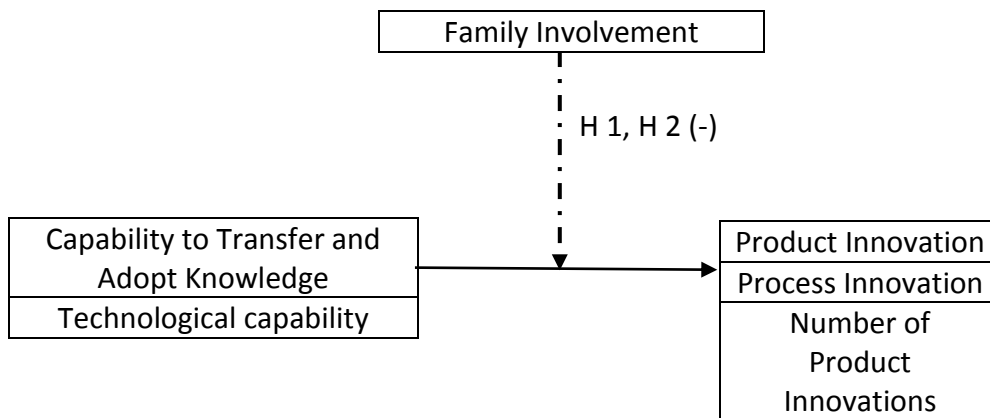 Family Involvement
H 1, H 2 (-)
Capability to Transfer and
Adopt Knowledge
Technological capability
Product Innovation
Process Innovation
Number of
Product
Innovations